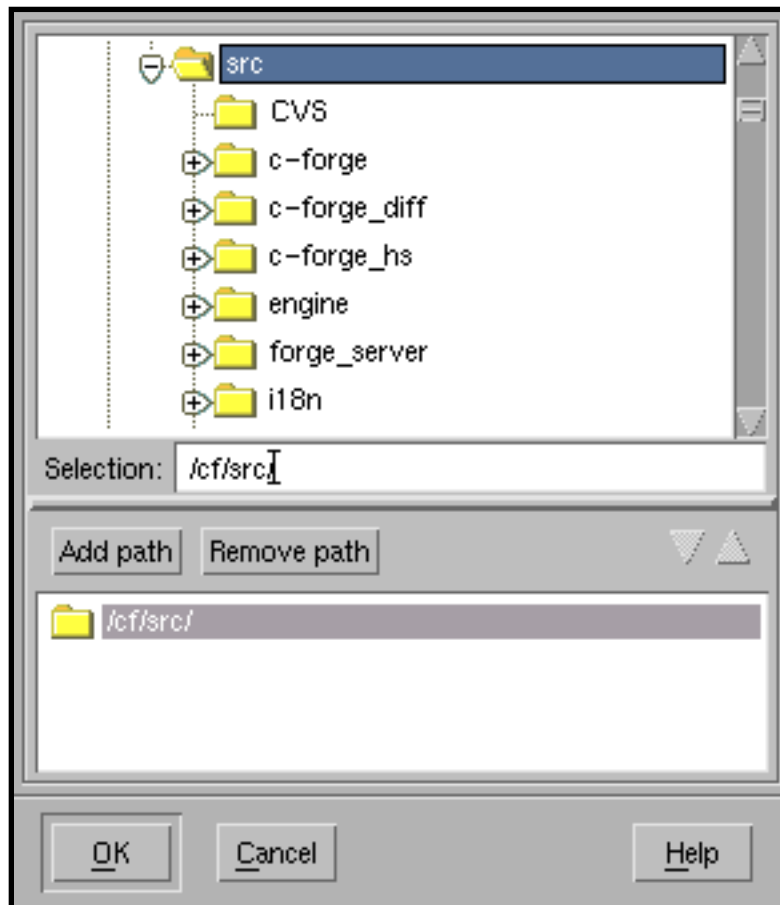 src
CVS
c-forge
c-forge_diff
c-forge_hs
engine
forge_server
i18n
Selection: /cf/src/
Add path Remove path
/cf/src/
OK Cancel Help